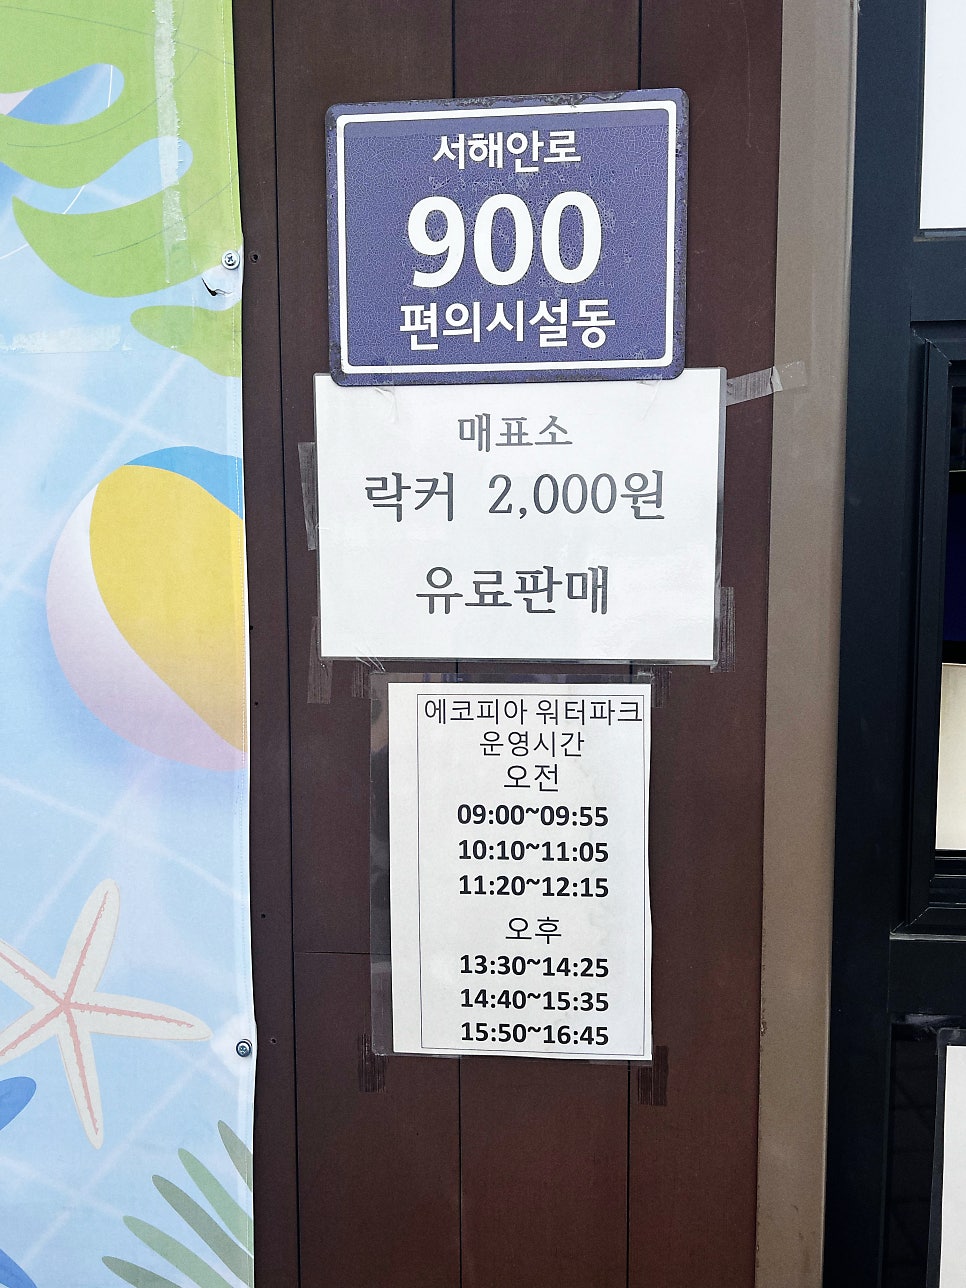 서해안로
900
편의시설동
매표소
락커 2,000원
유료판매
에코피아 워터파크
운영시간
오전
09:00~09:55
10:10~11:05
11:20~12:15
오후
13:30~14:25
14:40~15:35
15:50~16:45